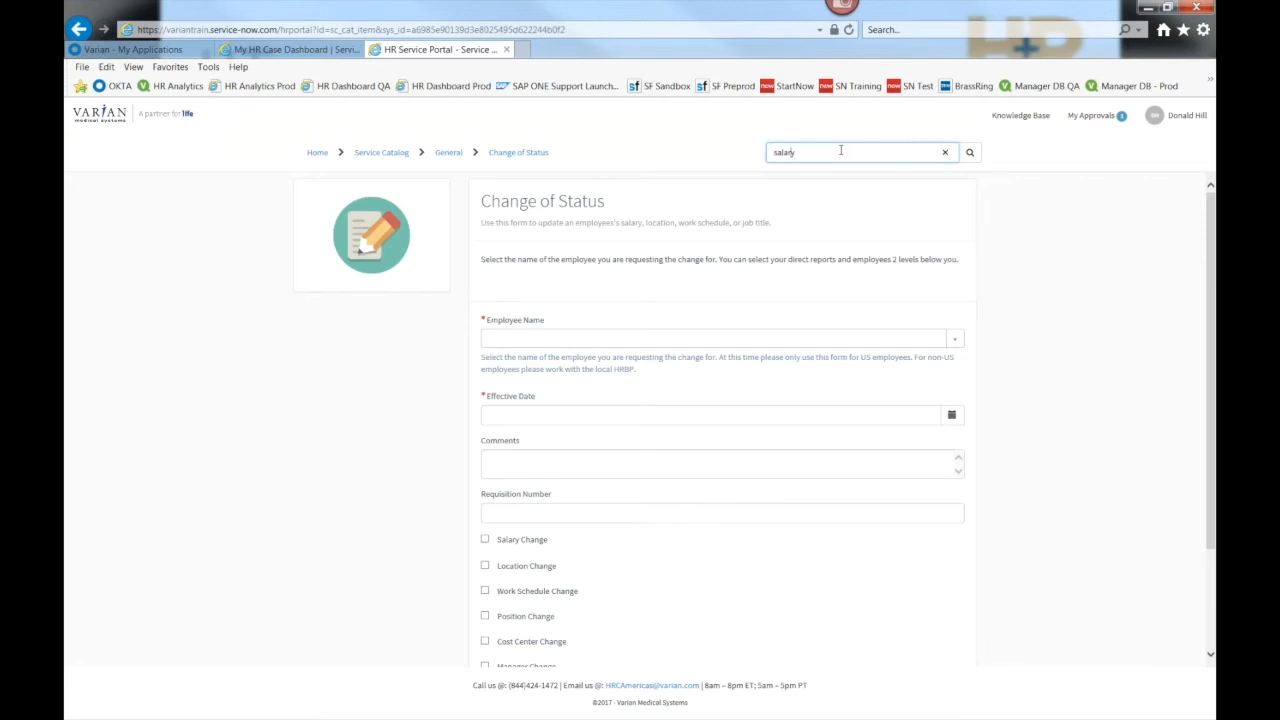 https://variantrain.service-now.com/hrportal?id=sc_cat_item&sys_id=a6985e90139d3e8025495d622244b0f2
Search...
Varian - My Applications
My HR Case Dashboard | Servi...
HR Service Portal - Service ...
File Edit View Favorites Tools Help
OKTA HR Analytics HR Analytics Prod HR Dashboard QA HR Dashboard Prod SAP ONE Support Launch... SF Sandbox SF Preprod StartNow SN Training SN Test BrassRing Manager DB QA Manager DB - Prod
VARIAN
medical systems
A partner for life
Knowledge Base My Approvals 1 Donald Hill
Home Service Catalog General Change of Status
salary
Change of Status
Use this form to update an employees's salary, location, work schedule, or job title.
Select the name of the employee you are requesting the change for. You can select your direct reports and employees 2 levels below you.
* Employee Name
Select the name of the employee you are requesting the change for. At this time please only use this form for US employees. For non-US
employees please work with the local HRBP.
* Effective Date
Comments
Requisition Number
Salary Change
Location Change
Work Schedule Change
Position Change
Cost Center Change
Manager Change
Call us @: (844)424-1472 | Email us @: HRCAmericas@varian.com | 8am – 8pm ET; 5am – 5pm PT
©2017 · Varian Medical Systems